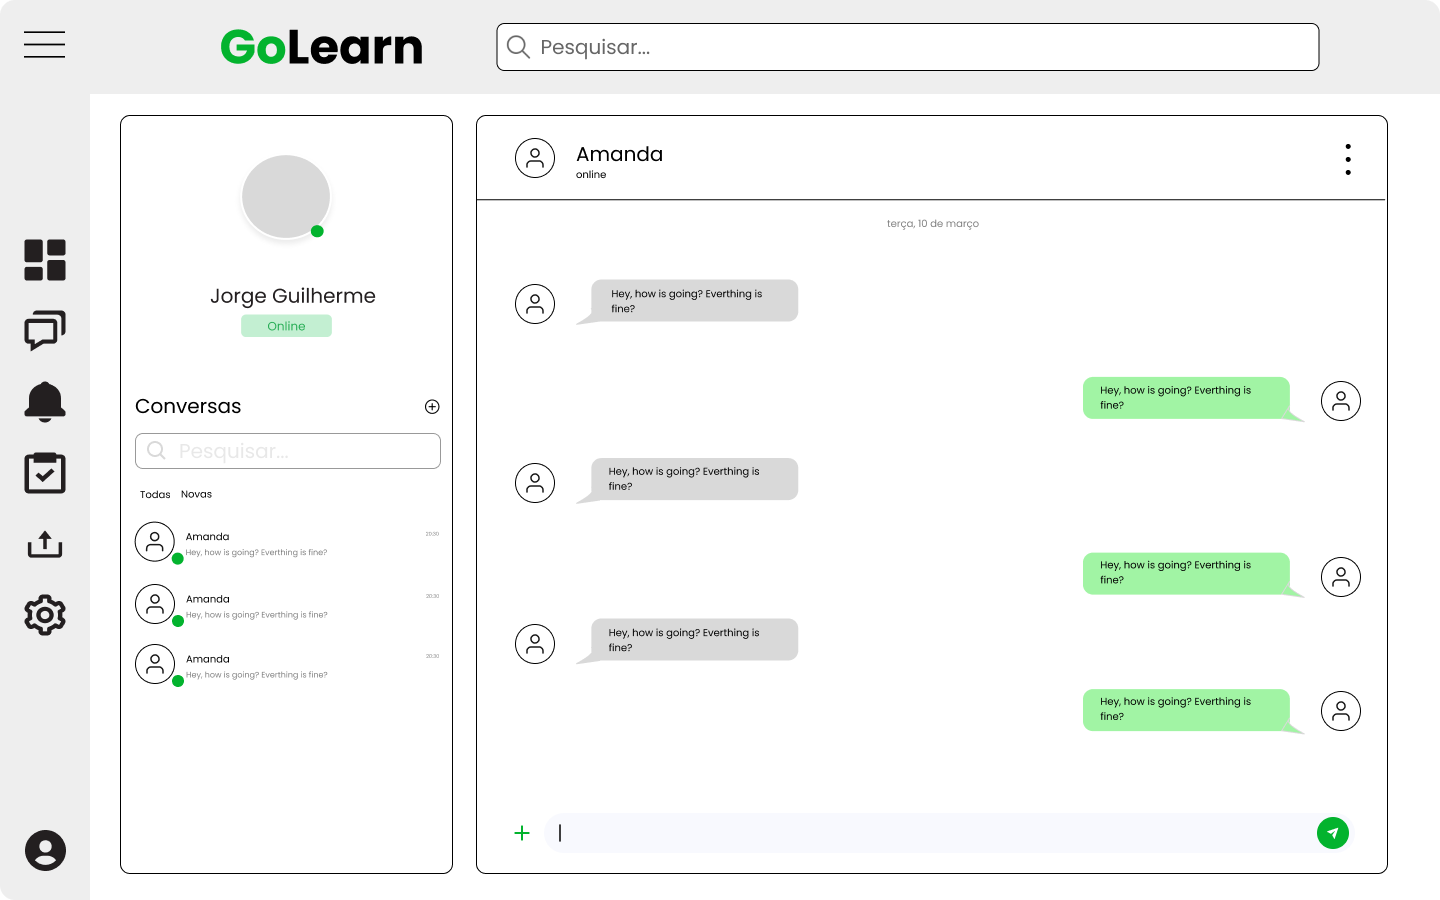 GoLearn
Pesquisar...
Jorge Guilherme
Online
Conversas
Pesquisar...
Todas Novas
Amanda
20:30
Hey, how is going? Everthing is fine?
Amanda
20:30
Hey, how is going? Everthing is fine?
Amanda
20:30
Hey, how is going? Everthing is fine?
Amanda
online
terça, 10 de março
Hey, how is going? Everthing is
fine?
Hey, how is going? Everthing is
fine?
Hey, how is going? Everthing is
fine?
Hey, how is going? Everthing is
fine?
Hey, how is going? Everthing is
fine?
Hey, how is going? Everthing is
fine?